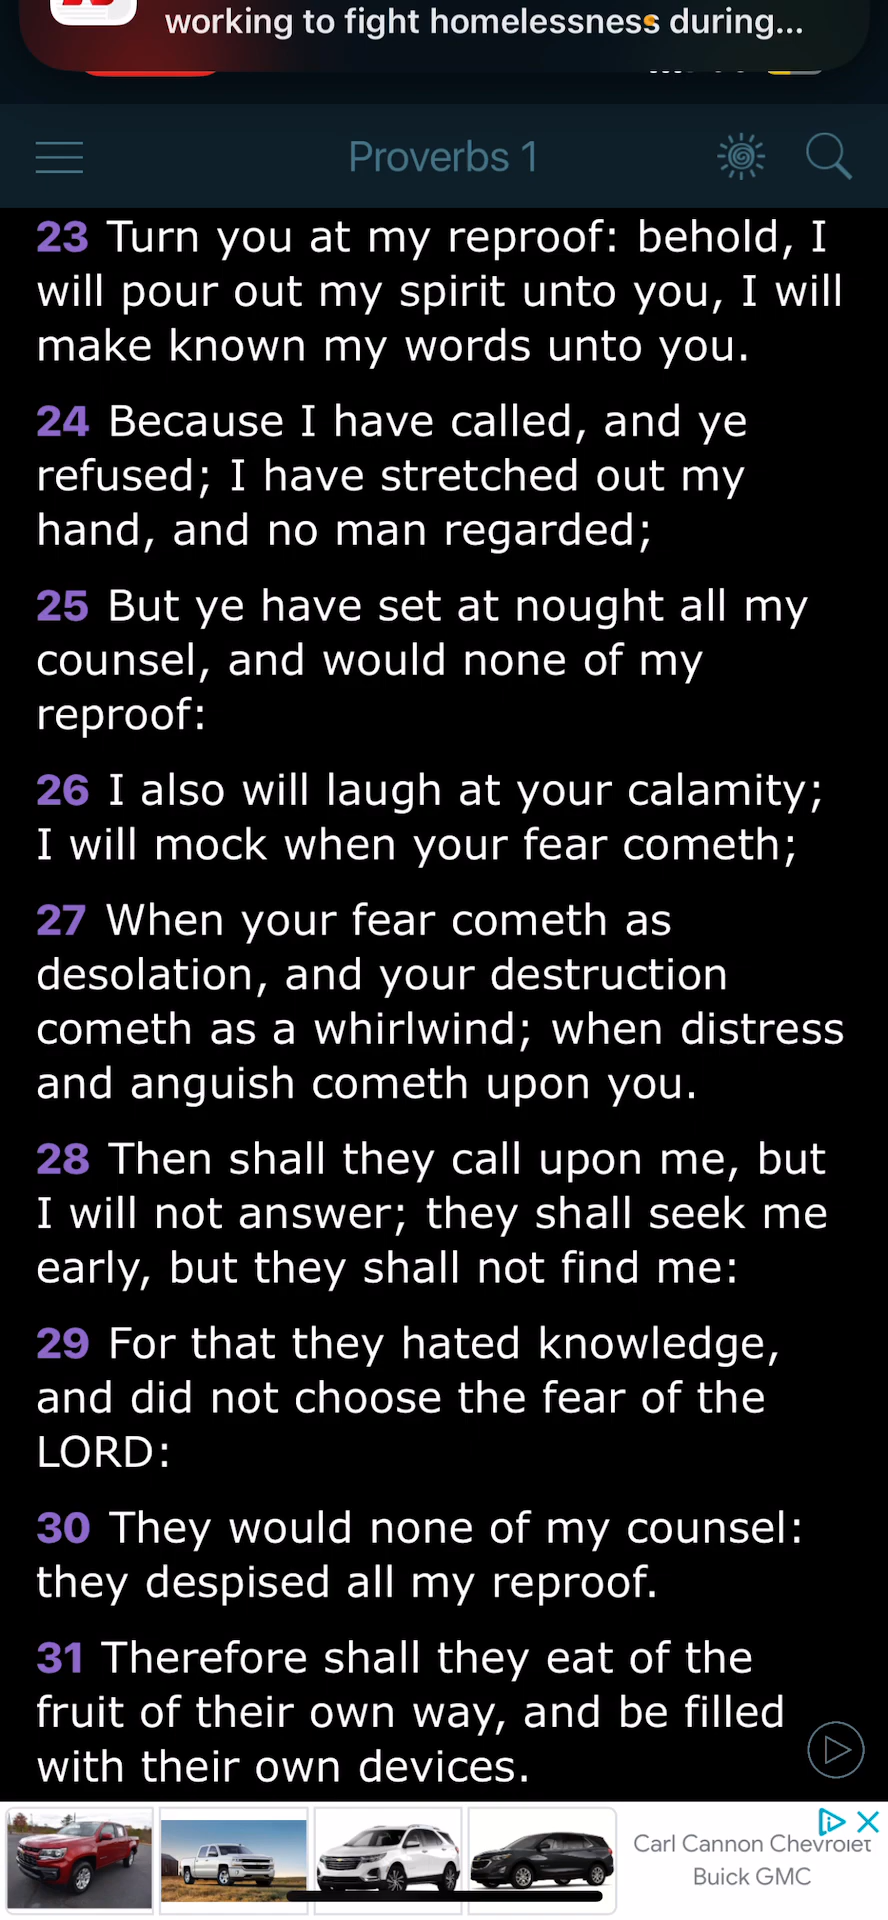 working to fight homelessness during...
Proverbs 1
23 Turn you at my reproof: behold, I
will pour out my spirit unto you, I will
make known my words unto you.
24 Because I have called, and ye
refused; I have stretched out my
hand, and no man regarded;
25 But ye have set at nought all my
counsel, and would none of my
reproof:
26 I also will laugh at your calamity;
I will mock when your fear cometh;
27 When your fear cometh as
desolation, and your destruction
cometh as a whirlwind; when distress
and anguish cometh upon you.
28 Then shall they call upon me, but
I will not answer; they shall seek me
early, but they shall not find me:
29 For that they hated knowledge,
and did not choose the fear of the
LORD:
30 They would none of my counsel:
they despised all my reproof.
31 Therefore shall they eat of the
fruit of their own way, and be filled
with their own devices.
Carl Cannon Chevrolet
Buick GMC